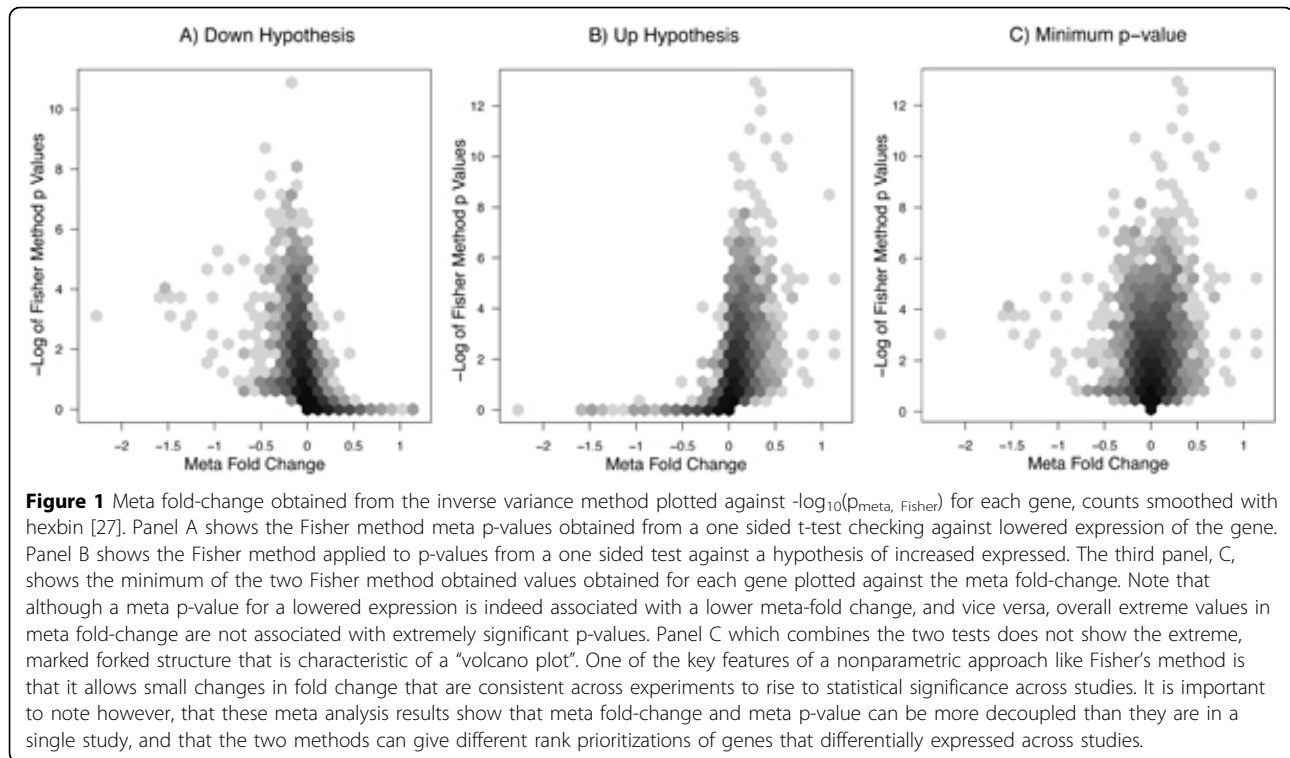 A) Down Hypothesis
B) Up Hypothesis
C) Minimum p-value
-Log of Fisher Method p Values
10
8
6
4
2
0
-2 -1.5 -1 -0.5 0 0.5 1
Meta Fold Change
-Log of Fisher Method p Values
12
10
8
6
4
2
0
-2 -1.5 -1 -0.5 0 0.5 1
Meta Fold Change
-Log of Fisher Method p Values
12
10
8
6
4
2
0
-2 -1.5 -1 -0.5 0 0.5 1
Meta Fold Change
Figure 1 Meta fold-change obtained from the inverse variance method plotted against -log10(pmeta, Fisher) for each gene, counts smoothed with
hexbin [27]. Panel A shows the Fisher method meta p-values obtained from a one sided t-test checking against lowered expression of the gene.
Panel B shows the Fisher method applied to p-values from a one sided test against a hypothesis of increased expressed. The third panel, C,
shows the minimum of the two Fisher method obtained values obtained for each gene plotted against the meta fold-change. Note that
although a meta p-value for a lowered expression is indeed associated with a lower meta-fold change, and vice versa, overall extreme values in
meta fold-change are not associated with extremely significant p-values. Panel C which combines the two tests does not show the extreme,
marked forked structure that is characteristic of a "volcano plot". One of the key features of a nonparametric approach like Fisher's method is
that it allows small changes in fold change that are consistent across experiments to rise to statistical significance across studies. It is important
to note however, that these meta analysis results show that meta fold-change and meta p-value can be more decoupled than they are in a
single study, and that the two methods can give different rank prioritizations of genes that differentially expressed across studies.